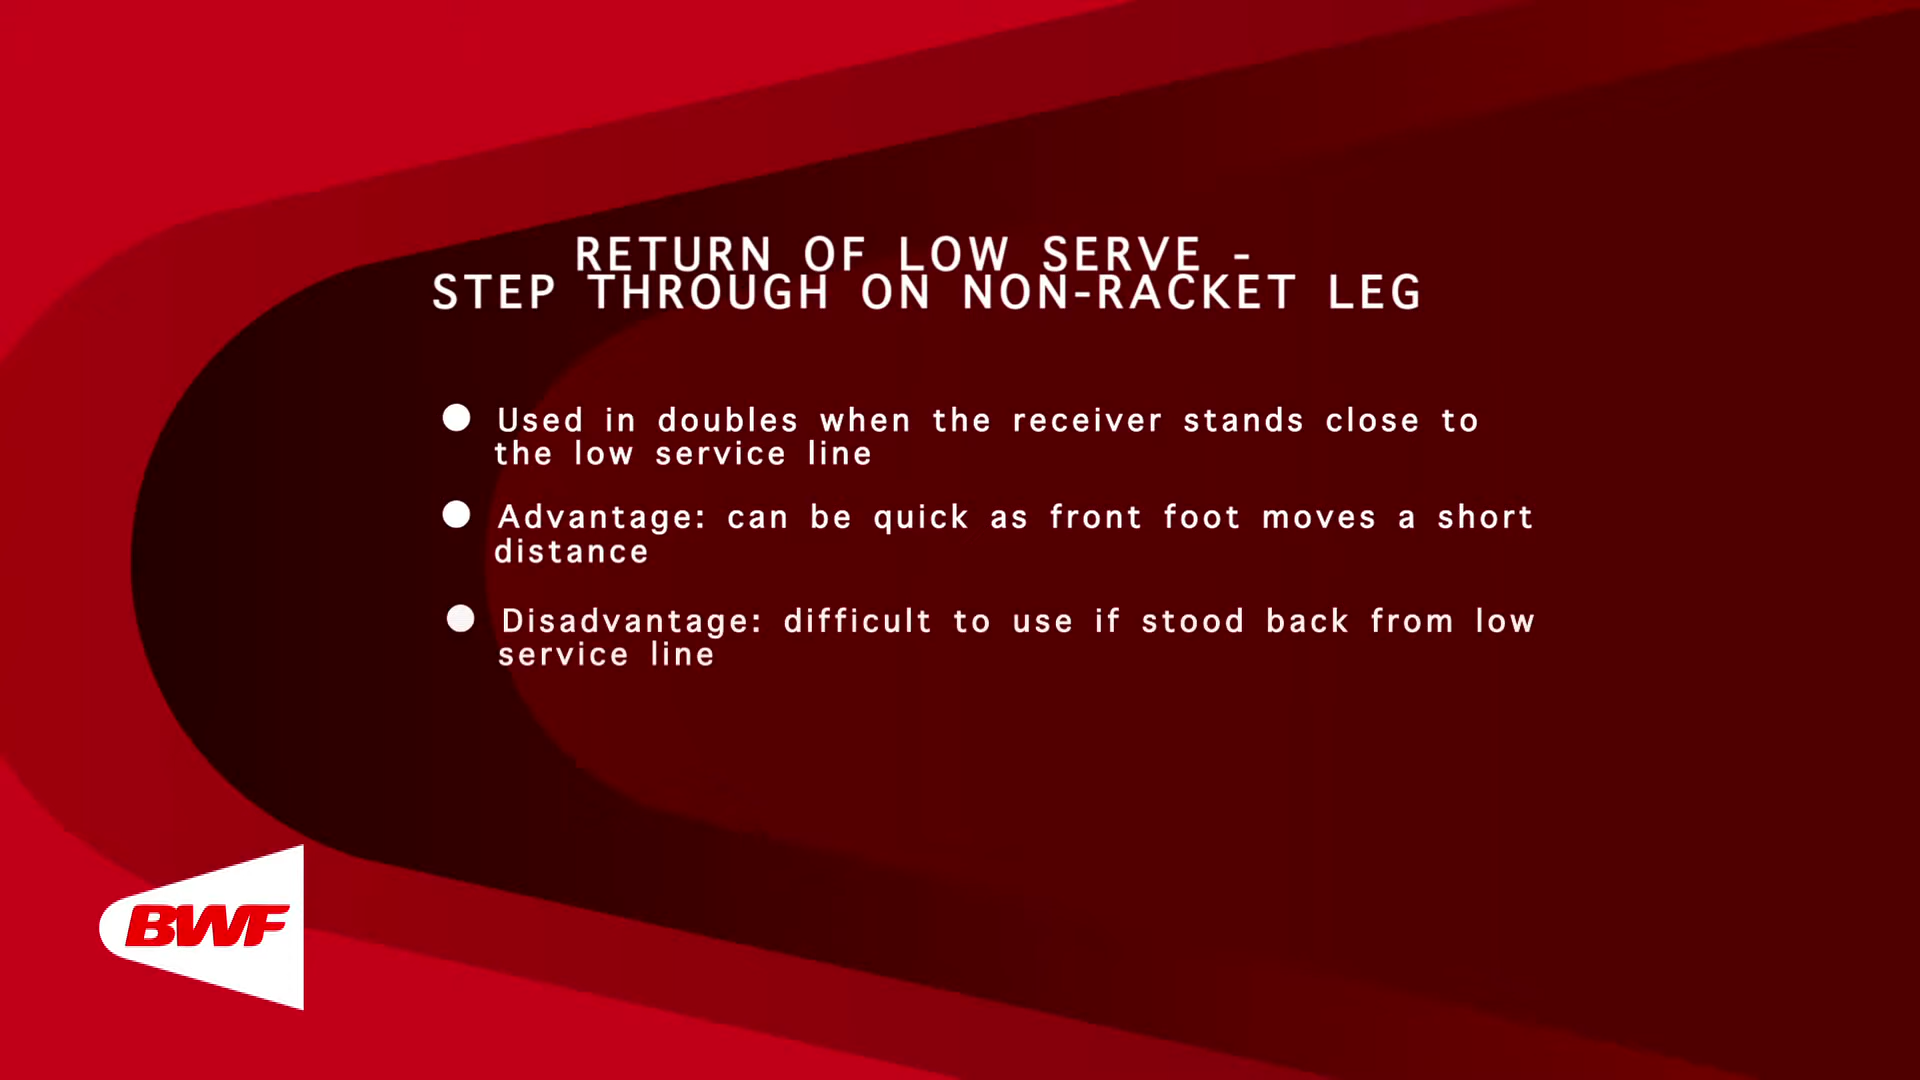 RETURN OF LOW SERVE -
STEP THROUGH ON NON-RACKET LEG
● Used in doubles when the receiver stands close to
the low service line
● Advantage: can be quick as front foot moves a short
distance
● Disadvantage: difficult to use if stood back from low
service line
BWF